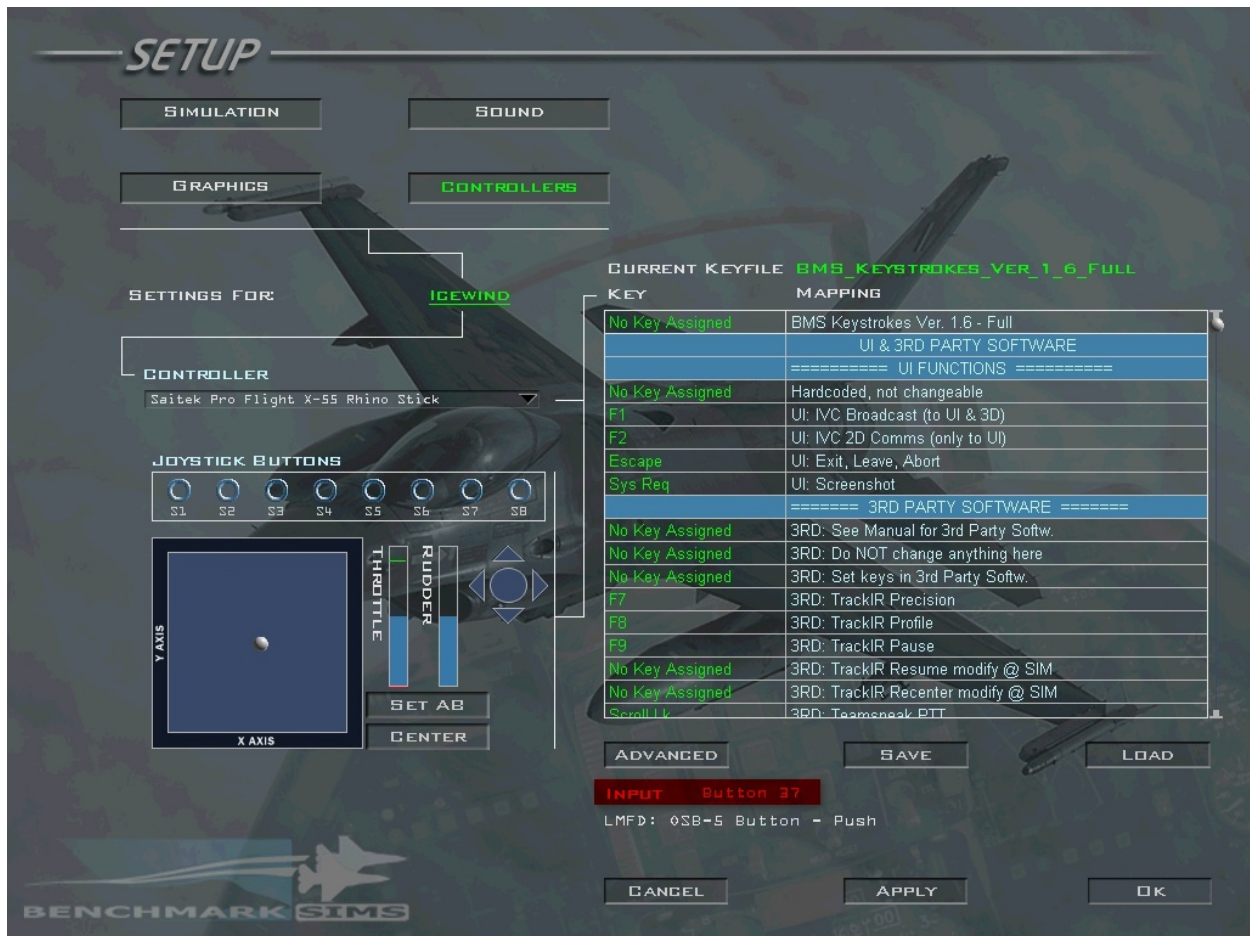 SETUP
SIMULATION
SOUND
GRAPHICS
CONTROLLERS
SETTINGS FOR:
ICEWIND
CONTROLLER
Saitek Pro Flight X-55 Rhino Stick
JOYSTICK BUTTONS
S1 S2 S3 S4 S5 S6 S7 S8
THROTTLE
RUDDER
Y AXIS
X AXIS
SET AB
CENTER
CURRENT KEYFILE BMS_KEYSTROKES_VER_1_6_FULL
KEY MAPPING
No Key Assigned BMS Keystrokes Ver. 1.6 - Full
UI & 3RD PARTY SOFTWARE
========== UI FUNCTIONS ==========
No Key Assigned Hardcoded, not changeable
F1 UI: IVC Broadcast (to UI & 3D)
F2 UI: IVC 2D Comms (only to UI)
Escape UI: Exit, Leave, Abort
Sys Req UI: Screenshot
======= 3RD PARTY SOFTWARE =======
No Key Assigned 3RD: See Manual for 3rd Party Softw.
No Key Assigned 3RD: Do NOT change anything here
No Key Assigned 3RD: Set keys in 3rd Party Softw.
F7 3RD: TrackIR Precision
F8 3RD: TrackIR Profile
F9 3RD: TrackIR Pause
No Key Assigned 3RD: TrackIR Resume modify @ SIM
No Key Assigned 3RD: TrackIR Recenter modify @ SIM
Scroll Lk 3RD: Teamspeak PTT
ADVANCED
SAVE
LOAD
INPUT Button 37
LMFD: OSB-5 Button - Push
CANCEL
APPLY
OK
BENCHMARK SIMS